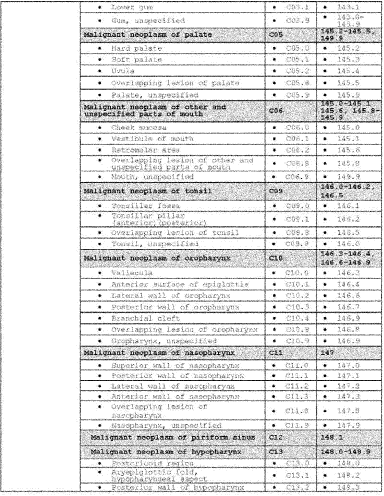 • Lower gum • C03.1 • 143.1
• Gum, unspecified • C03.9 • 143.8-
143.9
Malignant neoplasm of palate C05 145.2-145.5,
149.8
• Hard palate • C05.0 • 145.2
• Soft palate • C05.1 • 145.3
• Uvula • C05.2 • 145.4
• Overlapping lesion of palate • C05.8 • 145.5
• Palate, unspecified • C05.9 • 145.5
Malignant neoplasm of other and
unspecified parts of mouth C06 145.0-145.1
145.6, 145.8-
145.9
• Cheek mucosa • C06.0 • 145.0
• Vestibule of mouth • C06.1 • 145.1
• Retromolar area • C06.2 • 145.6
• Overlapping lesion of other and
unspecified parts of mouth • C06.8 • 145.8
• Mouth, unspecified • C06.9 • 145.9
Malignant neoplasm of tonsil C09 146.0-146.2,
146.5
• Tonsillar fossa • C09.0 • 146.1
• Tonsillar pillar
(anterior)(posterior) • C09.1 • 146.2
• Overlapping lesion of tonsil • C09.8 • 146.5
• Tonsil, unspecified • C09.9 • 146.0
Malignant neoplasm of oropharynx C10 146.3-146.4,
146.6-146.9
• Vallecula • C10.0 • 146.3
• Anterior surface of epiglottis • C10.1 • 146.4
• Lateral wall of oropharynx • C10.2 • 146.6
• Posterior wall of oropharynx • C10.3 • 146.7
• Branchial cleft • C10.4 • 146.9
• Overlapping lesion of oropharynx • C10.8 • 146.8
• Oropharynx, unspecified • C10.9 • 146.9
Malignant neoplasm of nasopharynx C11 147
• Superior wall of nasopharynx • C11.0 • 147.0
• Posterior wall of nasopharynx • C11.1 • 147.1
• Lateral wall of nasopharynx • C11.2 • 147.2
• Anterior wall of nasopharynx • C11.3 • 147.3
• Overlapping lesion of
nasopharynx • C11.8 • 147.8
• Nasopharynx, unspecified • C11.9 • 147.9
Malignant neoplasm of piriform sinus C12 148.1
Malignant neoplasm of hypopharynx C13 148.0-148.9
• Postcricoid region • C13.0 • 148.0
• Aryepiglottic fold,
hypopharyngeal aspect • C13.1 • 148.2
• Posterior wall of hypopharynx • C13.2 • 148.3